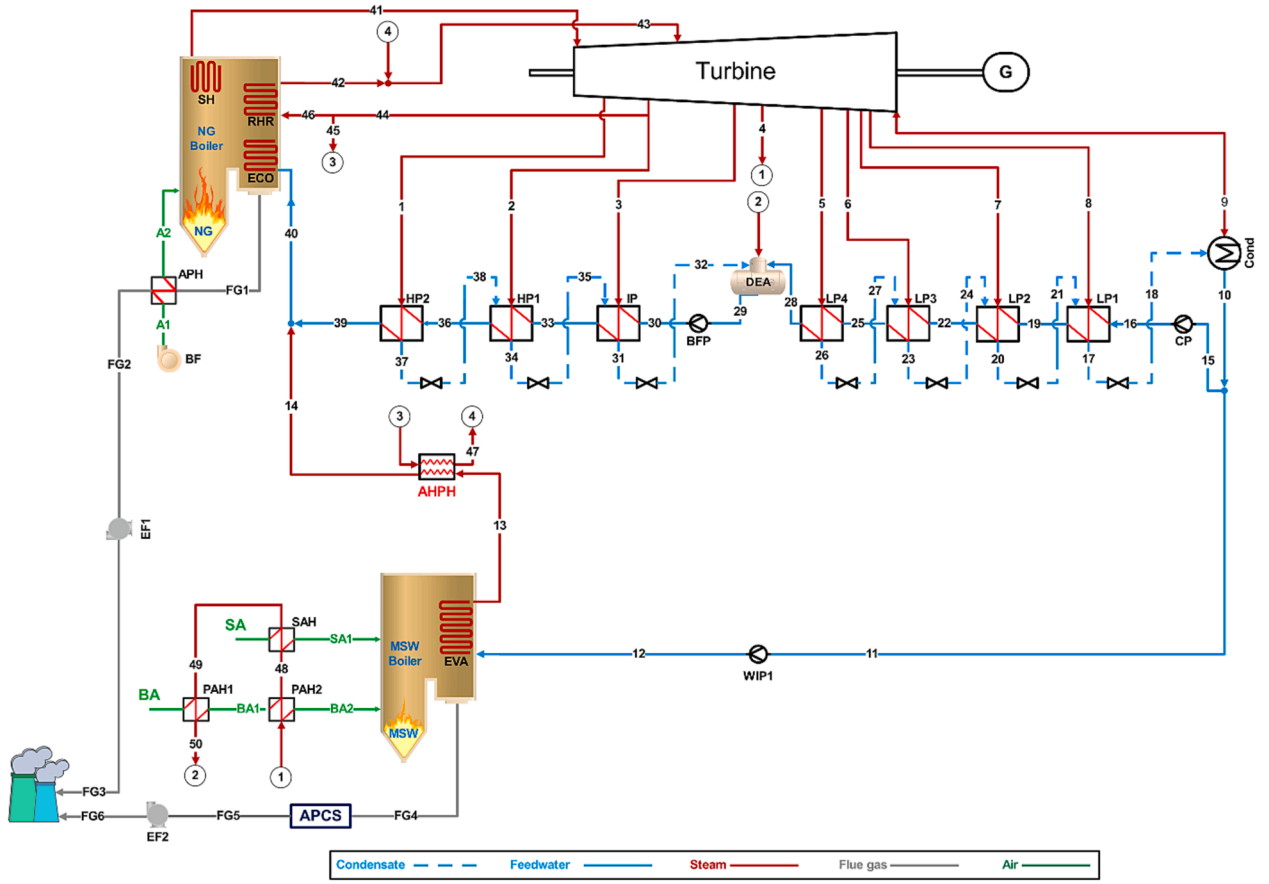 41
43
4
42
SH
RHR
NG
Boiler
ECO
NG
Turbine
G
46
44
45
3
4
1
2
A2
APH
FG1
A1
BF
FG2
40
1
2
3
5
6
7
8
9
Cond
10
38
35
32
DEA
27
24
21
18
HP2
HP1
IP
LP4
LP3
LP2
LP1
39
36
33
30
BFP
29
28
25
22
19
16
CP
15
37
34
31
26
23
20
17
14
3
4
47
AHPH
13
EF1
SA
SAH
SA1
MSW
Boiler
EVA
12
WIP1
11
49
48
BA
PAH1
BA1
PAH2
BA2
MSW
50
2
1
FG3
FG6
EF2
FG5
APCS
FG4
Condensate
Feedwater
Steam
Flue gas
Air